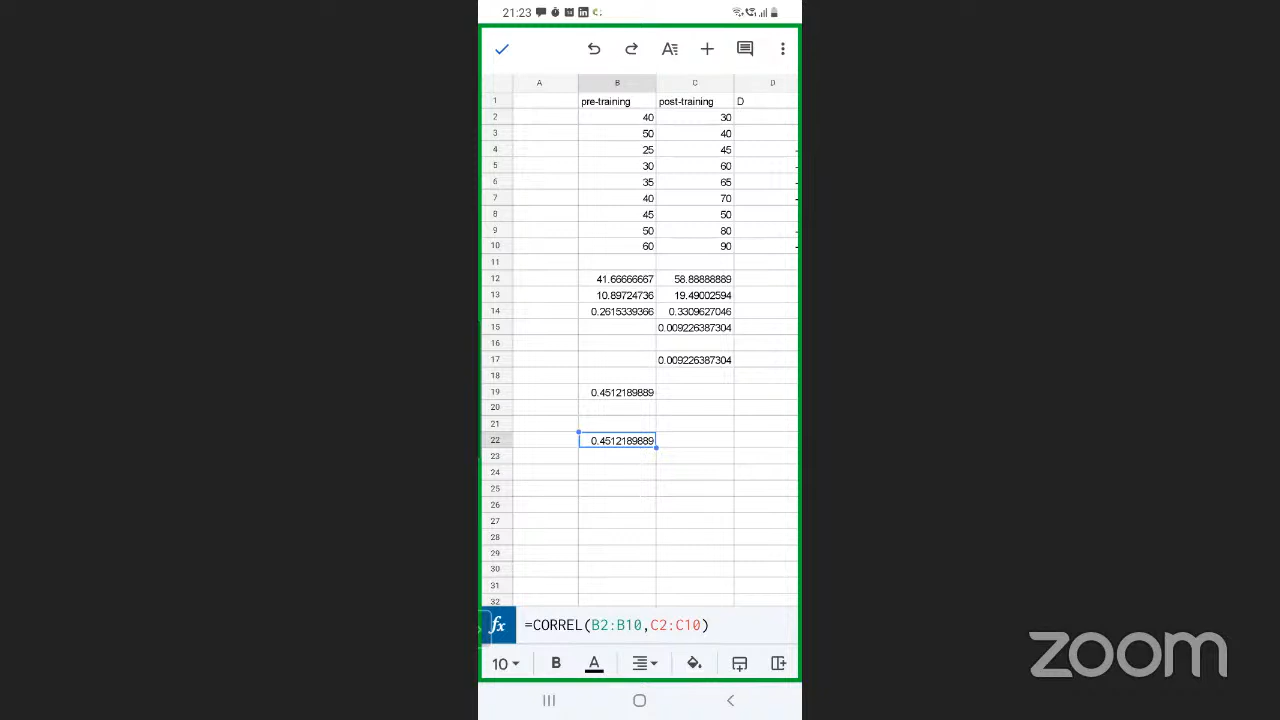 21:23
A B C D
1 pre-training post-training D
2 40 30
3 50 40
4 25 45
5 30 60
6 35 65
7 40 70
8 45 50
9 50 80
10 60 90
11
12 41.66666667 58.88888889
13 10.89724736 19.49002594
14 0.2615339366 0.3309627046
15 0.009226387304
16
17 0.009226387304
18
19 0.4512189889
20
21
22 0.4512189889
23
24
25
26
27
28
29
30
31
32
fx =CORREL(B2:B10,C2:C10)
10 B A
zoom